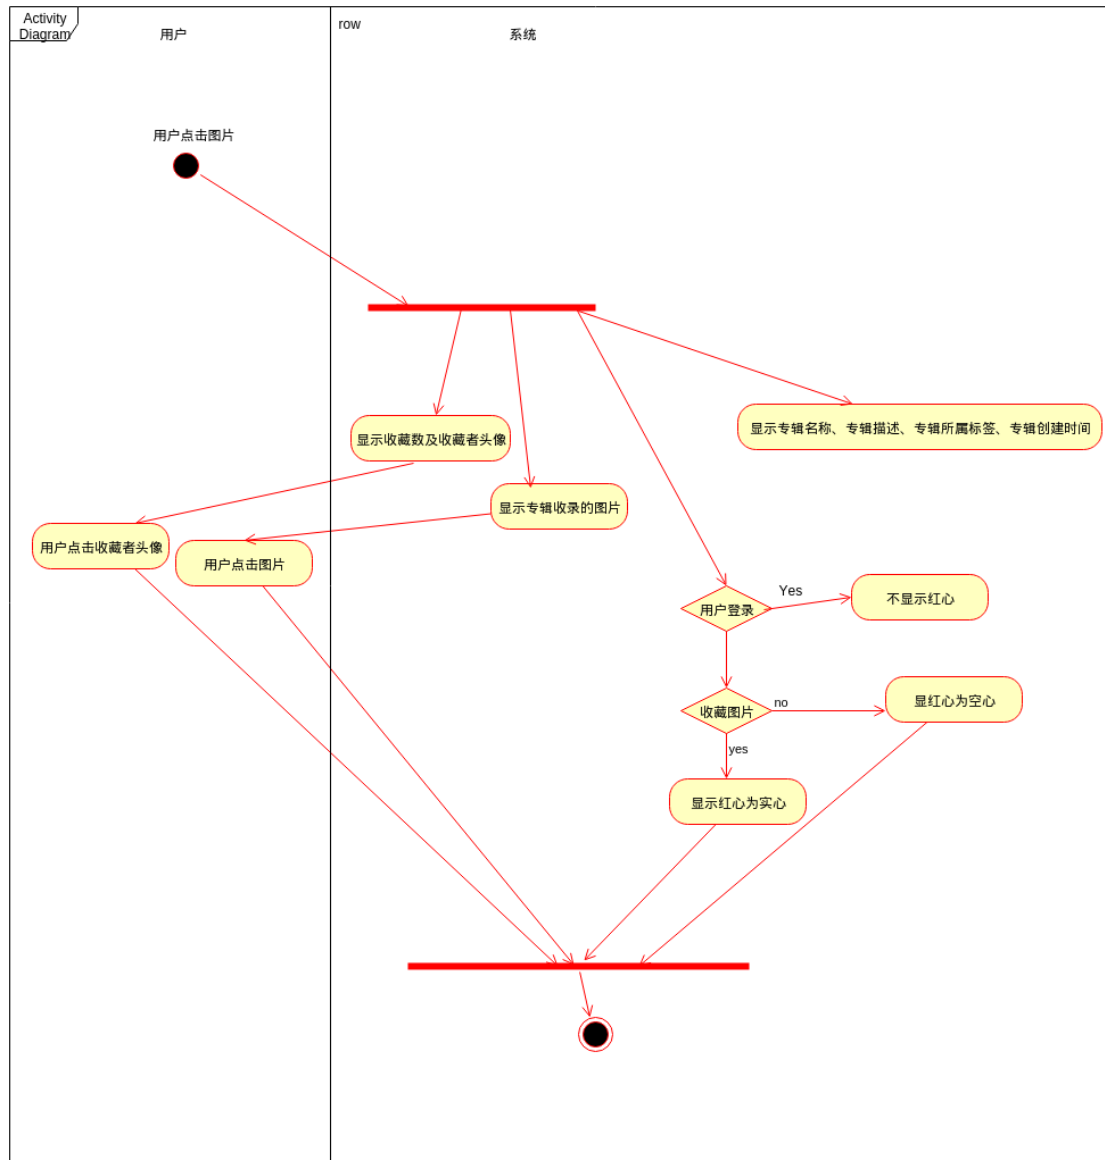 Activity
Diagram
用户
row
系统
用户点击图片
显示专辑名称、专辑描述、专辑所属标签、专辑创建时间
显示收藏数及收藏者头像
显示专辑收录的图片
用户点击收藏者头像
用户点击图片
用户登录
Yes
不显示红心
收藏图片
no
显红心为空心
yes
显示红心为实心